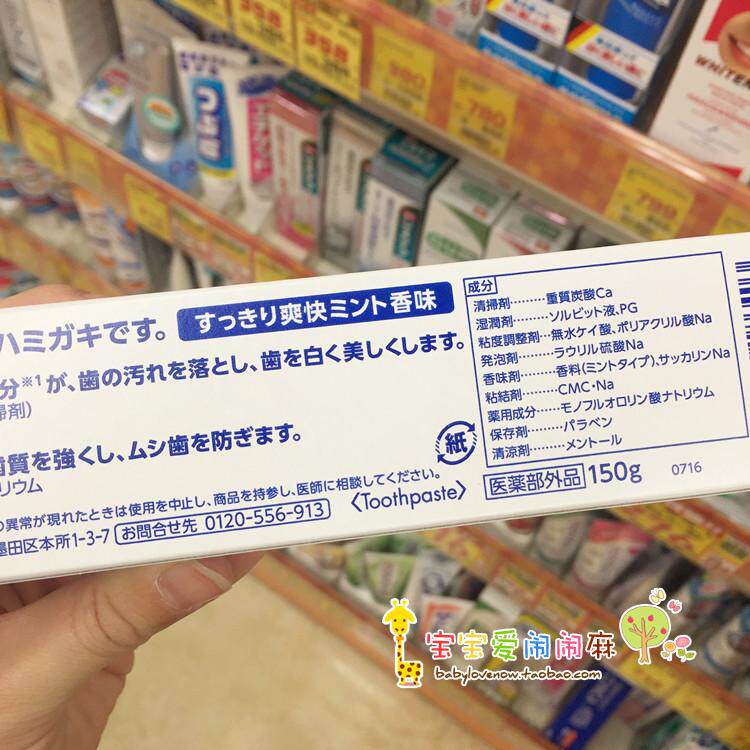 358
358
980
780
799
WHITE
ハミガキです。
すっきり爽快ミント香味
分※1が、歯の汚れを落とし、歯を白く美しくします。
掃剤)
歯質を強くし、ムシ歯を防ぎます。
リウム
の異常が現れたときは使用を中止し、商品を持参し、医師に相談してください。
墨田区本所1-3-7 お問合せ先 0120-556-913
〈Toothpaste〉
紙
成分
清掃剤………重質炭酸Ca
湿潤剤………ソルビット液、PG
粘度調整剤…無水ケイ酸、ポリアクリル酸Na
発泡剤………ラウリル硫酸Na
香味剤………香料(ミントタイプ)、サッカリンNa
粘結剤………CMC・Na
薬用成分……モノフルオロリン酸ナトリウム
保存剤………パラベン
清涼剤………メントール
医薬部外品 150g 0716
宝宝爱闹闹麻
babylovenow.taobao.com